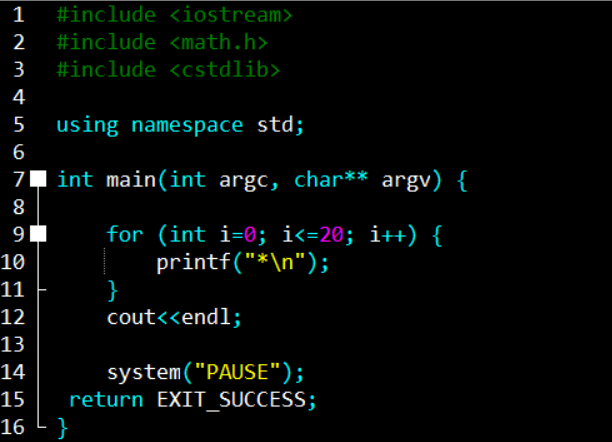 1 #include <iostream>
2 #include <math.h>
3 #include <cstdlib>
4
5 using namespace std;
6
7 int main(int argc, char** argv) {
8
9     for (int i=0; i<=20; i++) {
10         printf("*\n");
11     }
12     cout<<endl;
13
14     system("PAUSE");
15  return EXIT_SUCCESS;
16 }